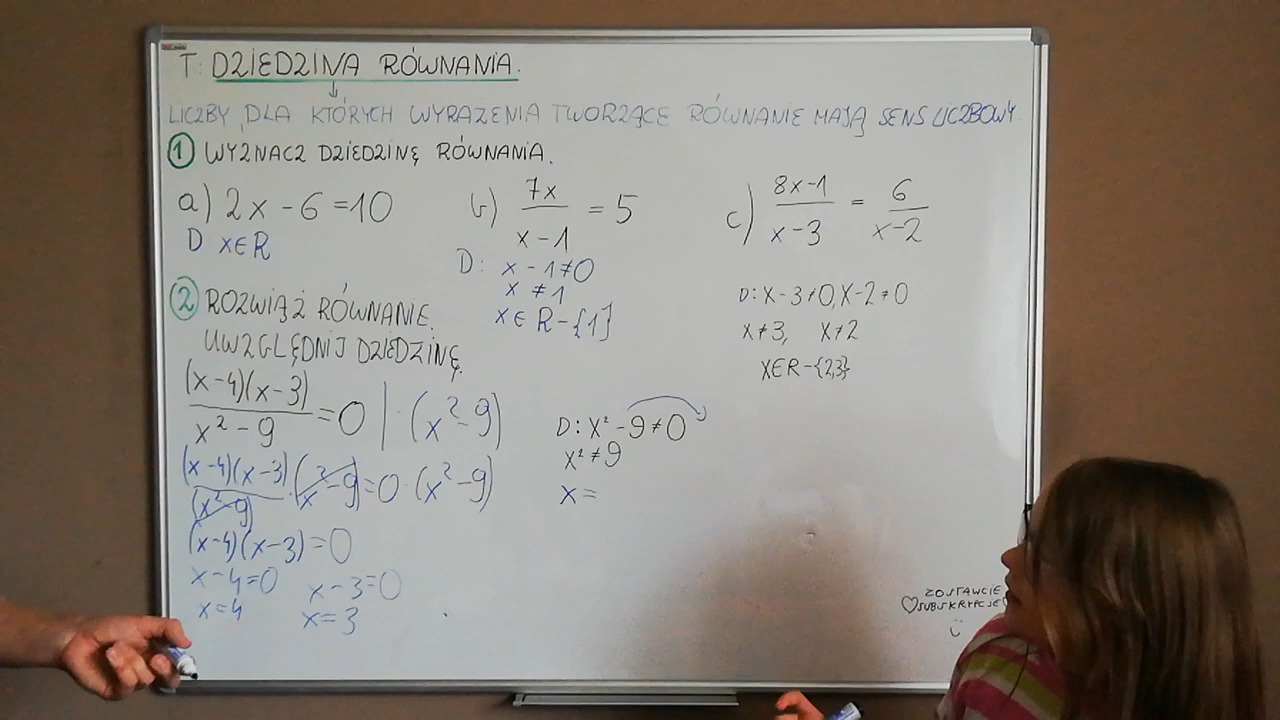 T: DZIEDZINA RÓWNANIA.
LICZBY DLA KTÓRYCH WYRAŻENIA TWORZĄCE RÓWNANIE MAJĄ SENS LICZBOWY
① WYZNACZ DZIEDZINĘ RÓWNANIA.
a) 2x - 6 = 10
D x∈R
b) 7x / x - 1 = 5
D: x - 1 ≠ 0
x ≠ 1
x ∈ R - {1}
c) 8x - 1 / x - 3 = 6 / x - 2
D: x - 3 ≠ 0, x - 2 ≠ 0
x ≠ 3, x ≠ 2
x∈R - {2,3}
② ROZWIĄŻ RÓWNANIE.
UWZGLĘDNIJ DZIEDZINĘ.
(x-4)(x-3) / x² - 9 = 0 | · (x² - 9)
(x-4)(x-3) / (x²-9) · (x²-9) = 0 · (x² - 9)
(x-4)(x-3) = 0
x - 4 = 0 x - 3 = 0
x = 4 x = 3
D: x² - 9 ≠ 0
x² ≠ 9
x =
ZOSTAWCIE
♡SUBSKRYPCJE♡